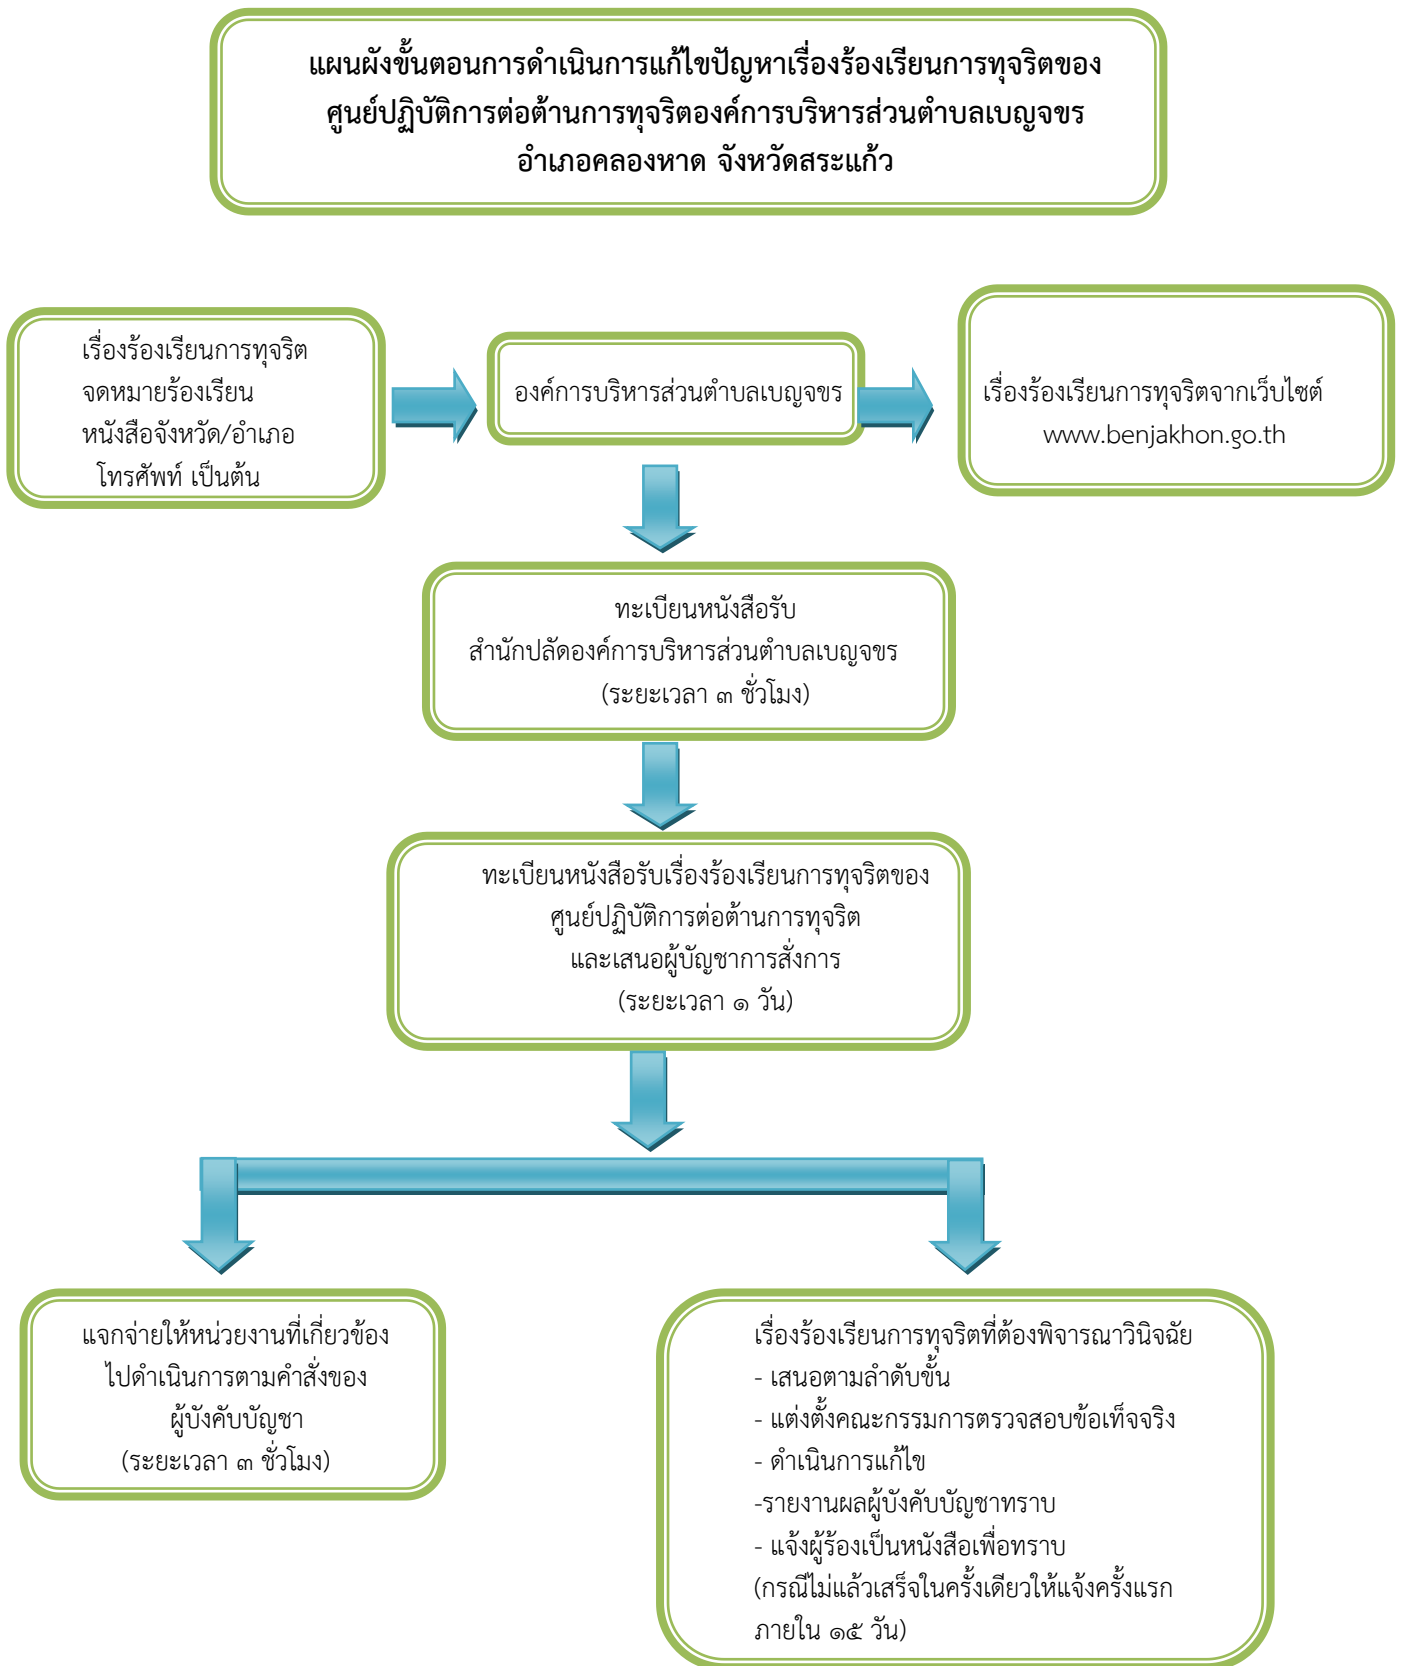 แผนผังขั้นตอนการดำเนินการแก้ไขปัญหาเรื่องร้องเรียนการทุจริตของ
ศูนย์ปฏิบัติการต่อต้านการทุจริตองค์การบริหารส่วนตำบลเบญจขร
อำเภอคลองหาด จังหวัดสระแก้ว
เรื่องร้องเรียนการทุจริต
จดหมายร้องเรียน
หนังสือจังหวัด/อำเภอ
โทรศัพท์ เป็นต้น
องค์การบริหารส่วนตำบลเบญจขร
เรื่องร้องเรียนการทุจริตจากเว็บไซต์
www.benjakhon.go.th
ทะเบียนหนังสือรับ
สำนักปลัดองค์การบริหารส่วนตำบลเบญจขร
(ระยะเวลา ๓ ชั่วโมง)
ทะเบียนหนังสือรับเรื่องร้องเรียนการทุจริตของ
ศูนย์ปฏิบัติการต่อต้านการทุจริต
และเสนอผู้บัญชาการสั่งการ
(ระยะเวลา ๑ วัน)
แจกจ่ายให้หน่วยงานที่เกี่ยวข้อง
ไปดำเนินการตามคำสั่งของ
ผู้บังคับบัญชา
(ระยะเวลา ๓ ชั่วโมง)
เรื่องร้องเรียนการทุจริตที่ต้องพิจารณาวินิจฉัย
- เสนอตามลำดับขั้น
- แต่งตั้งคณะกรรมการตรวจสอบข้อเท็จจริง
- ดำเนินการแก้ไข
-รายงานผลผู้บังคับบัญชาทราบ
- แจ้งผู้ร้องเป็นหนังสือเพื่อทราบ
(กรณีไม่แล้วเสร็จในครั้งเดียวให้แจ้งครั้งแรก
ภายใน ๑๕ วัน)